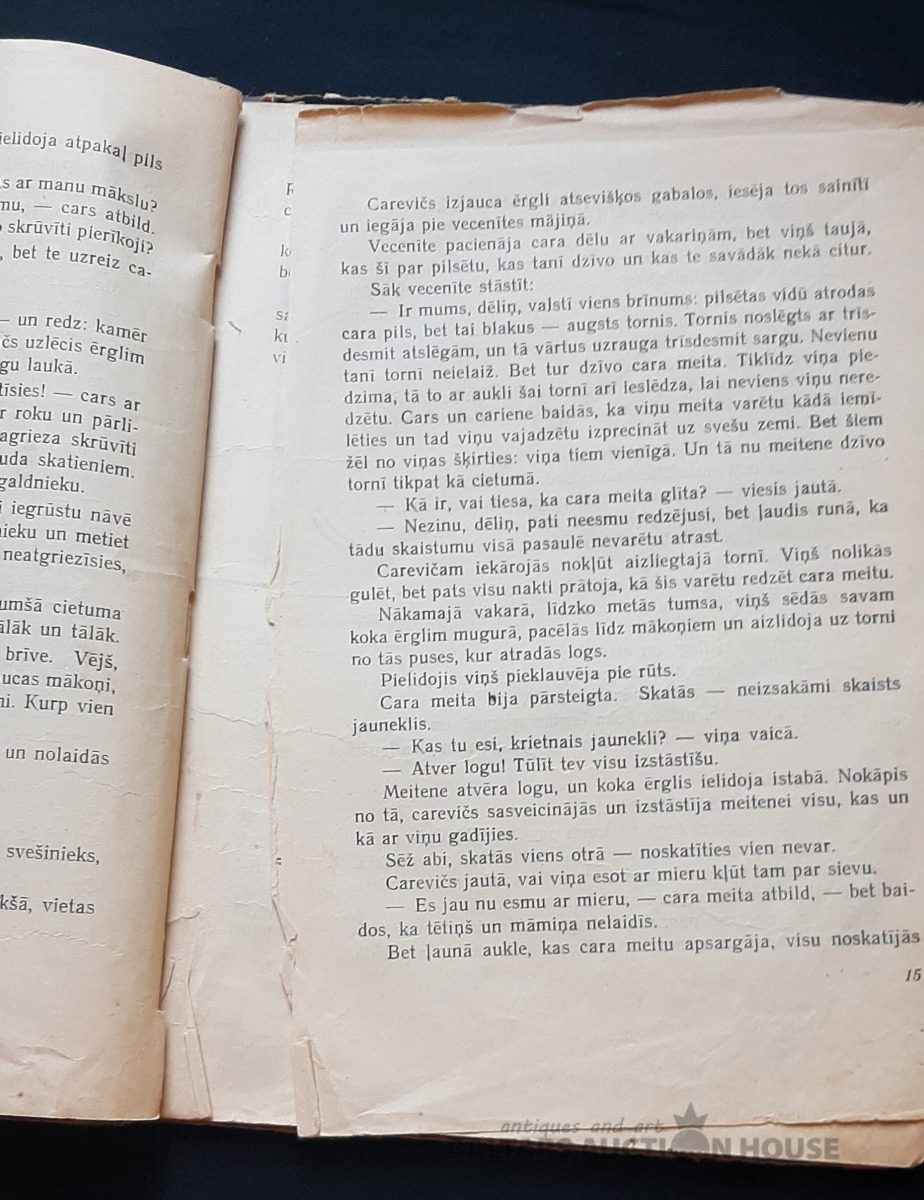 ielidoja atpakaļ pils
s ar manu mākslu?
mu, — cars atbild.
skrūvīti pierīkoji?
, bet te uzreiz ca-
— un redz: kamēr
čs uzlēcis ērglim
gu laukā.
tīsies! — cars ar
r roku un pārli-
agrieza skrūvīti
uda skatieniem.
galdnieku.
i iegrūstu nāvē
nieku un metiet
neatgriezīsies,
umšā cietuma
ālāk un tālāk.
brīve. Vējš,
ucas mākoņi,
ni. Kurp vien
un nolaidās
svešinieks,
kšā, vietas
Carevičs izjauca ērgli atsevišķos gabalos, iesēja tos sainītī
un iegāja pie vecenītes mājiņā.
Vecenīte pacienāja cara dēlu ar vakariņām, bet viņš taujā,
kas šī par pilsētu, kas tanī dzīvo un kas te savādāk nekā citur.
Sāk vecenīte stāstīt:
— Ir mums, dēliņ, valstī viens brīnums: pilsētas vidū atrodas
cara pils, bet tai blakus — augsts tornis. Tornis noslēgts ar trīs-
desmit atslēgām, un tā vārtus uzrauga trīsdesmit sargu. Nevienu
tanī tornī neielaiž. Bet tur dzīvo cara meita. Tiklīdz viņa pie-
dzima, tā to ar aukli šai tornī arī ieslēdza, lai neviens viņu nere-
dzētu. Cars un cariene baidās, ka viņu meita varētu kādā iemī-
lēties un tad viņu vajadzētu izprecināt uz svešu zemi. Bet šiem
žēl no viņas šķirties: viņa tiem vienīgā. Un tā nu meitene dzīvo
tornī tikpat kā cietumā.
— Kā ir, vai tiesa, ka cara meita glīta? — viesis jautā.
— Nezinu, dēliņ, pati neesmu redzējusi, bet ļaudis runā, ka
tādu skaistumu visā pasaulē nevarētu atrast.
Carevičam iekārojās nokļūt aizliegtajā tornī. Viņš nolikās
gulēt, bet pats visu nakti prātoja, kā šis varētu redzēt cara meitu.
Nākamajā vakarā, līdzko metās tumsa, viņš sēdās savam
koka ērglim mugurā, pacēlās līdz mākoņiem un aizlidoja uz torni
no tās puses, kur atradās logs.
Pielidojis viņš pieklauvēja pie rūts.
Cara meita bija pārsteigta. Skatās — neizsakāmi skaists
jauneklis.
— Kas tu esi, krietnais jaunekli? — viņa vaicā.
— Atver logu! Tūlīt tev visu izstāstīšu.
Meitene atvēra logu, un koka ērglis ielidoja istabā. Nokāpis
no tā, carevičs sasveicinājās un izstāstīja meitenei visu, kas un
kā ar viņu gadījies.
Sēž abi, skatās viens otrā — noskatīties vien nevar.
Carevičs jautā, vai viņa esot ar mieru kļūt tam par sievu.
— Es jau nu esmu ar mieru, — cara meita atbild, — bet bai-
dos, ka tētiņš un māmiņa nelaidīs.
Bet ļaunā aukle, kas cara meitu apsargāja, visu noskatījās
15
antiques and art
BALTARS AUCTION HOUSE